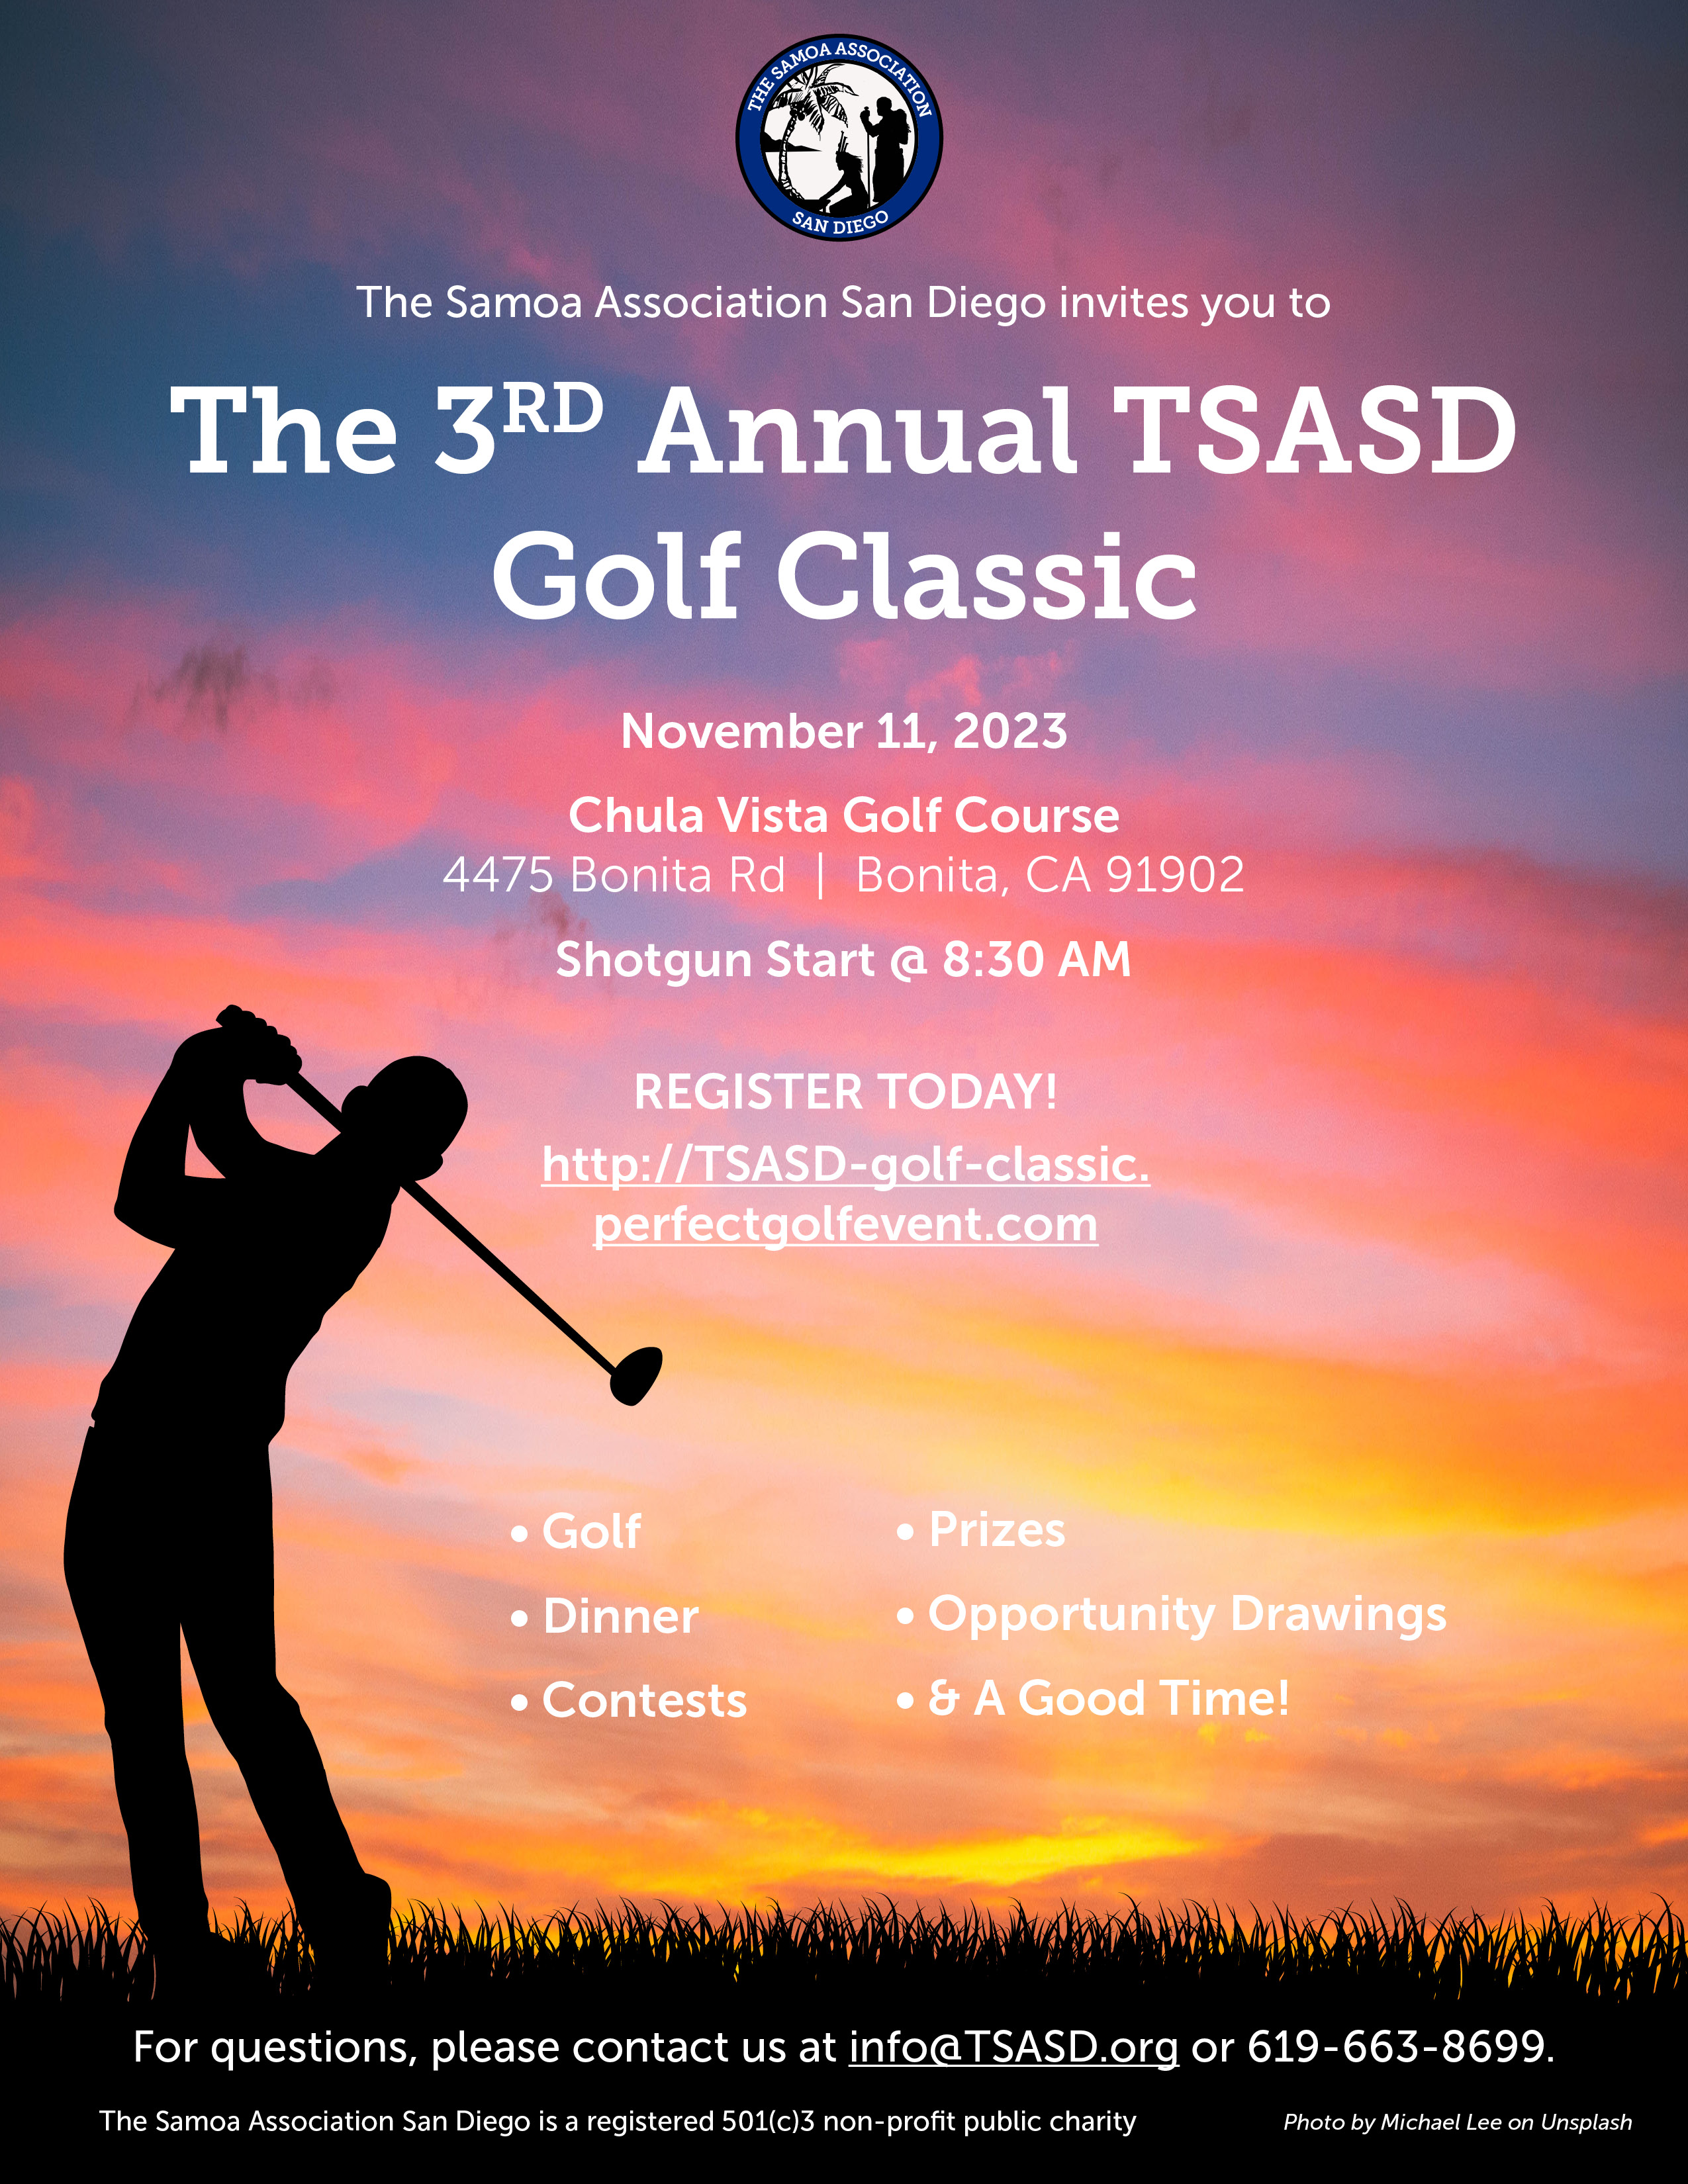 THE SAMOA ASSOCIATION
SAN DIEGO
The Samoa Association San Diego invites you to
The 3RD Annual TSASD
Golf Classic
November 11, 2023
Chula Vista Golf Course
4475 Bonita Rd | Bonita, CA 91902
Shotgun Start @ 8:30 AM
REGISTER TODAY!
http://TSASD-golf-classic.
perfectgolfevent.com
• Golf
• Dinner
• Contests
• Prizes
• Opportunity Drawings
• & A Good Time!
For questions, please contact us at info@TSASD.org or 619-663-8699.
The Samoa Association San Diego is a registered 501(c)3 non-profit public charity
Photo by Michael Lee on Unsplash